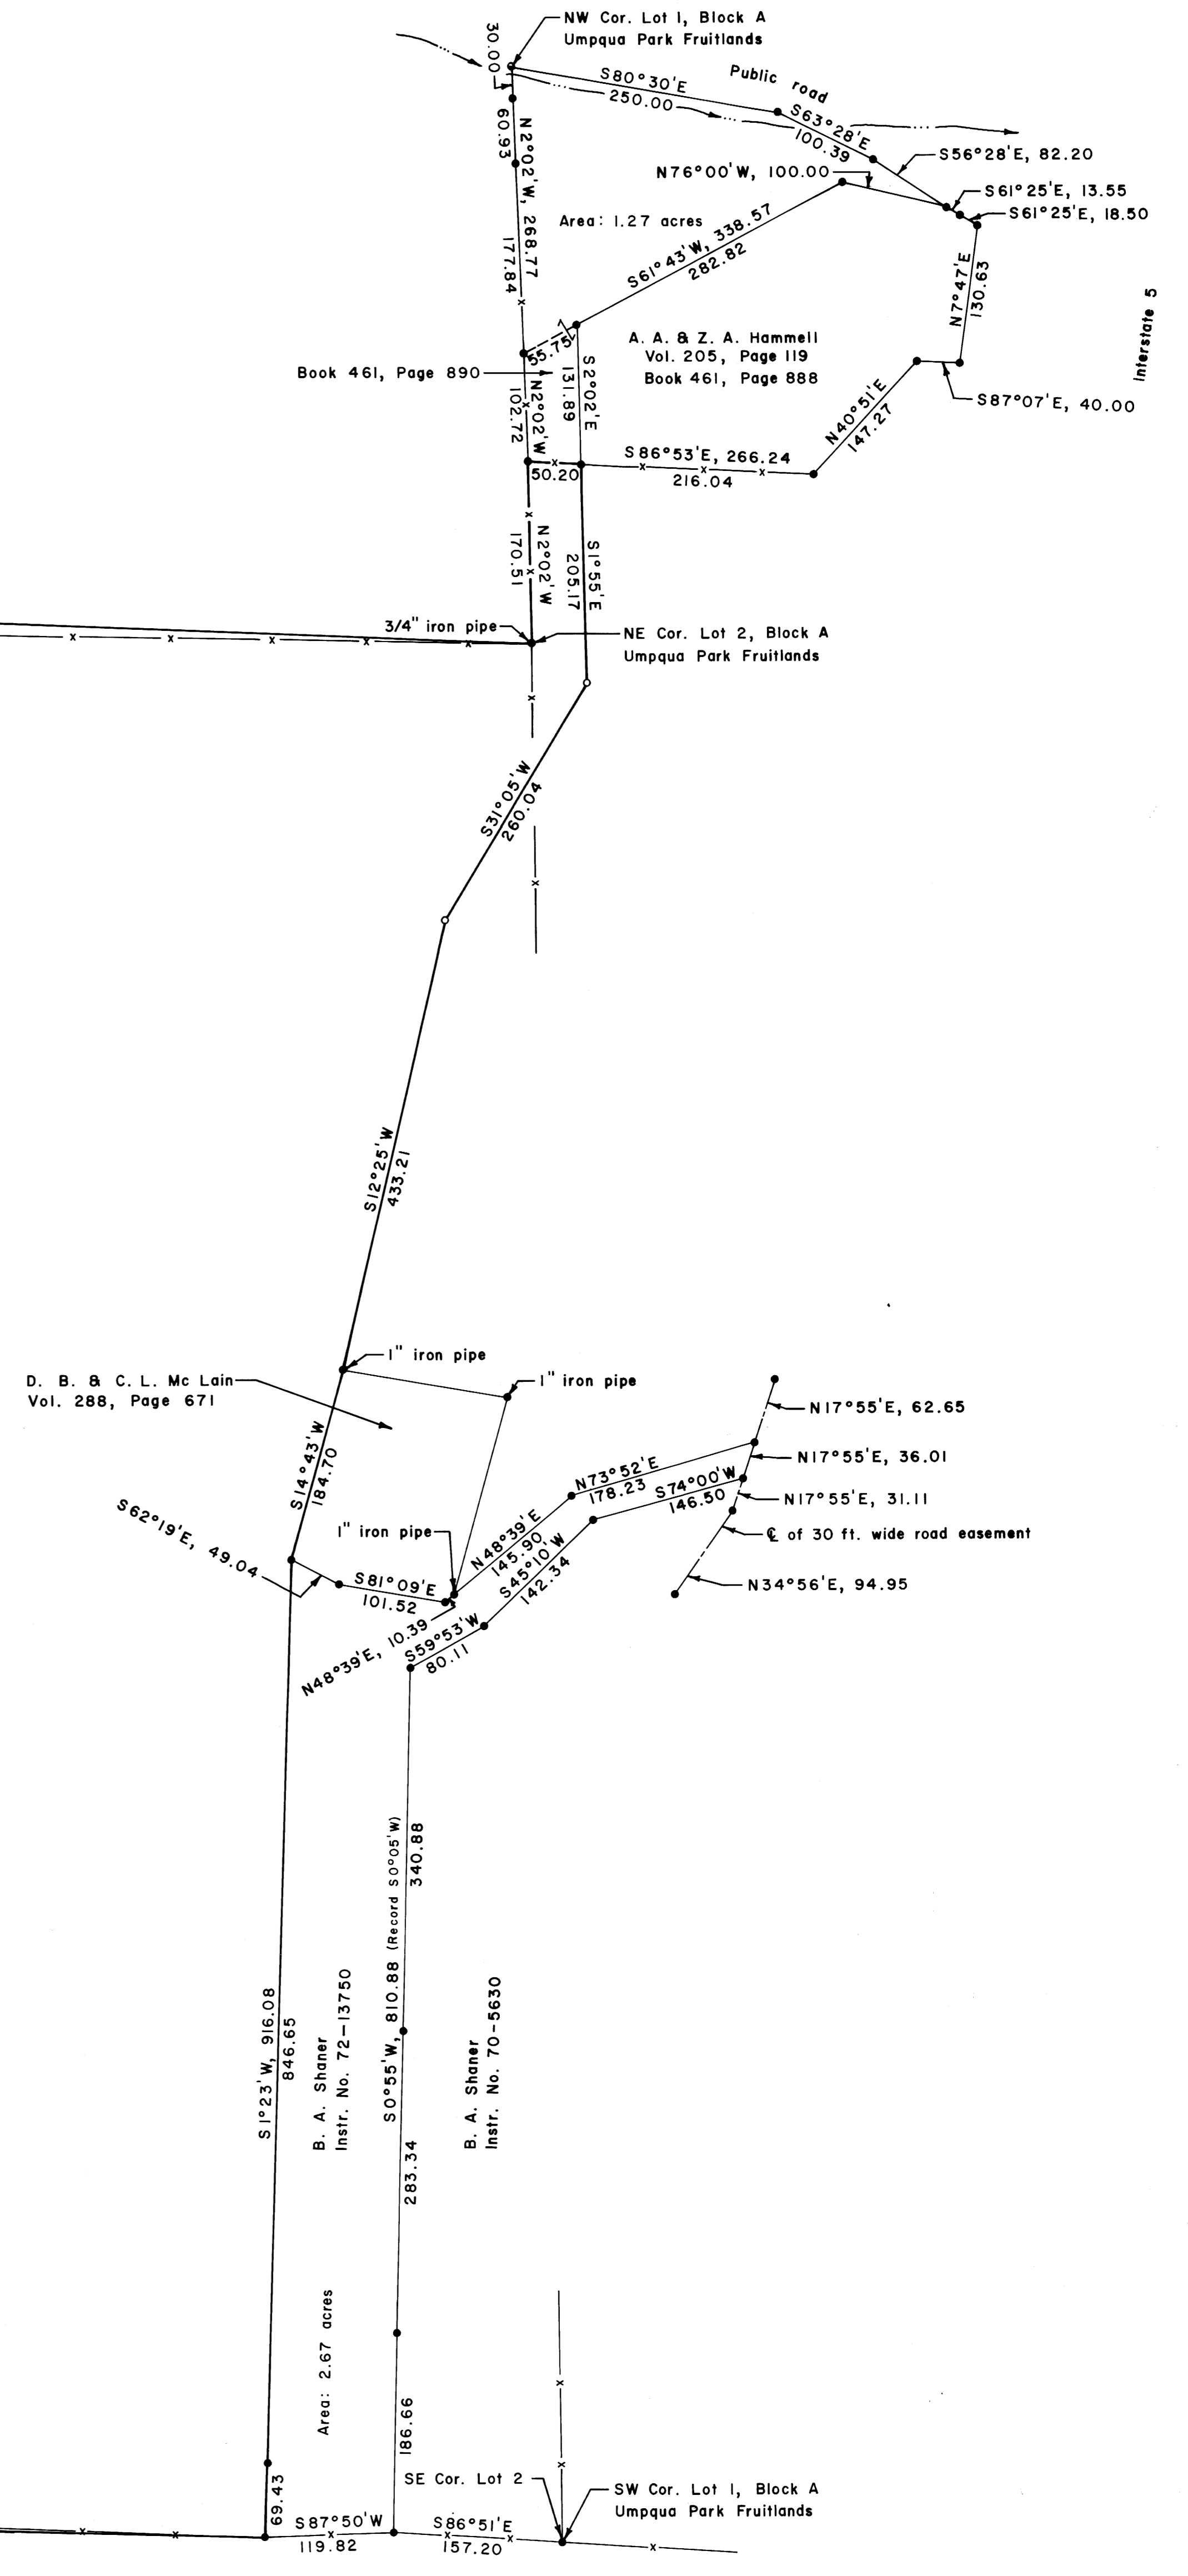 NW Cor. Lot 1, Block A
Umpqua Park Fruitlands
30.00
S80°30'E
250.00
Public road
S63°28'E
100.39
60.93
N2°02'W, 268.77
177.84
S56°28'E, 82.20
N76°00'W, 100.00
S61°25'E, 13.55
S61°25'E, 18.50
Area: 1.27 acres
S61°43'W, 338.57
282.82
N7°47'E
130.63
Interstate 5
55.75
A. A. & Z. A. Hammell
Vol. 205, Page 119
Book 461, Page 888
Book 461, Page 890
S2°02'E
131.89
N2°02'W
102.72
S87°07'E, 40.00
N40°51'E
147.27
S86°53'E, 266.24
50.20
216.04
N2°02'W
170.51
S1°55'E
205.17
3/4" iron pipe
NE Cor. Lot 2, Block A
Umpqua Park Fruitlands
S31°05'W
260.04
S12°25'W
433.21
1" iron pipe
D. B. & C. L. Mc Lain
Vol. 288, Page 671
1" iron pipe
N17°55'E, 62.65
S14°43'W
184.70
N17°55'E, 36.01
N73°52'E
178.23
S74°00'W
146.50
N17°55'E, 31.11
S62°19'E, 49.04
1" iron pipe
N48°39'E
145.90
S45°10'W
142.34
℄ of 30 ft. wide road easement
S81°09'E
101.52
N34°56'E, 94.95
N48°39'E, 10.39
S59°53'W
80.11
340.88
S0°55'W, 810.88 (Record S0°05'W)
S1°23'W, 916.08
846.65
B. A. Shaner
Instr. No. 72-13750
B. A. Shaner
Instr. No. 70-5630
283.34
Area: 2.67 acres
186.66
69.43
SE Cor. Lot 2
SW Cor. Lot 1, Block A
Umpqua Park Fruitlands
S87°50'W
119.82
S86°51'E
157.20